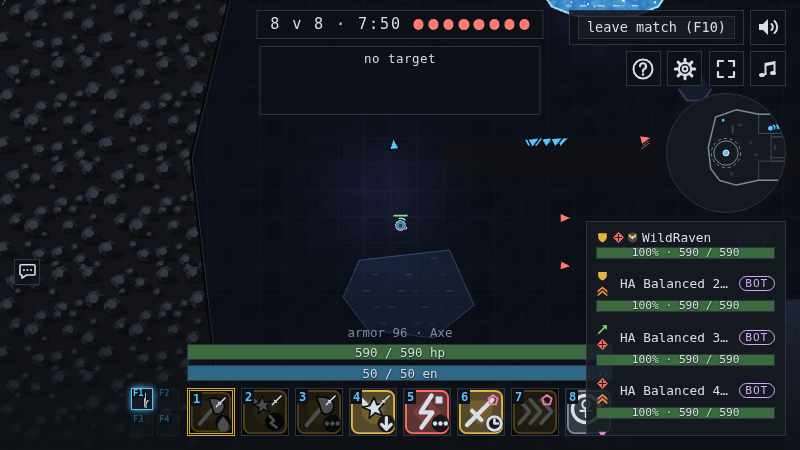 8 v 8 · 7:50
leave match (F10)
no target
WildRaven
100% · 590 / 590
HA Balanced 2… BOT
100% · 590 / 590
HA Balanced 3… BOT
100% · 590 / 590
HA Balanced 4… BOT
100% · 590 / 590
armor 96 · Axe
590 / 590 hp
50 / 50 en
F1 F2
F3 F4
1 2 3 4 5 6 7 8